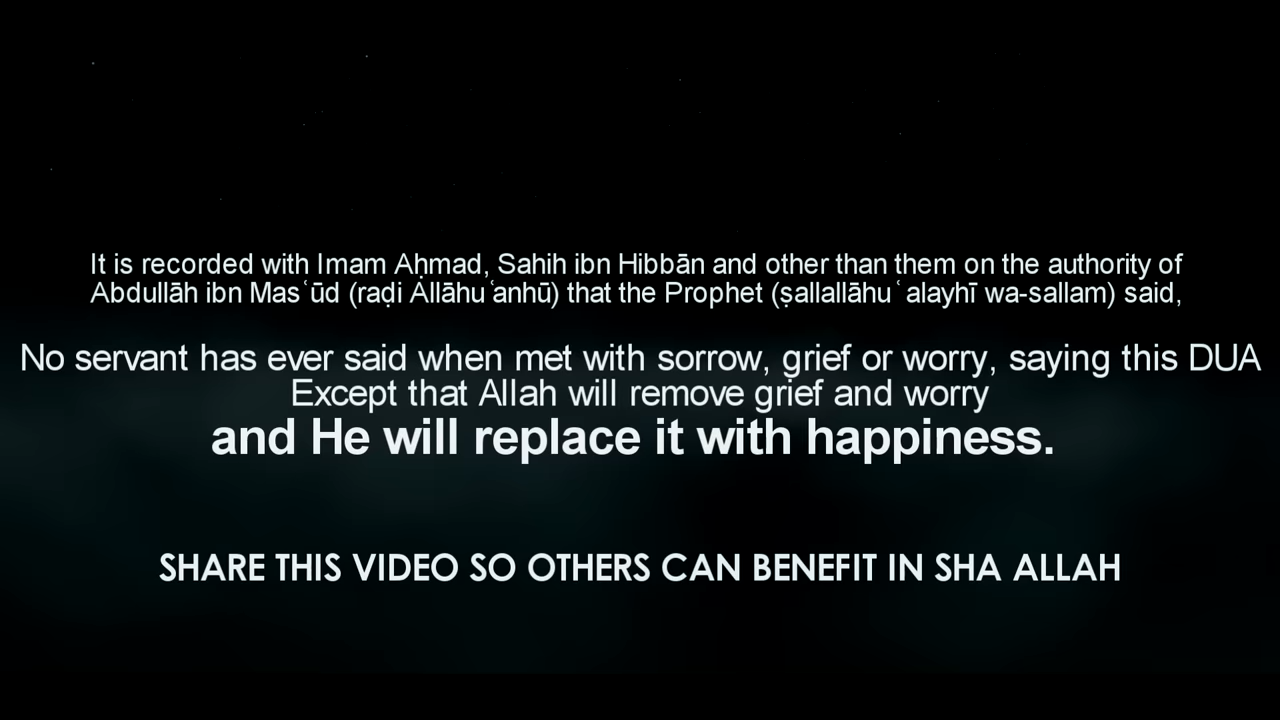 It is recorded with Imam Aḥmad, Sahih ibn Hibbān and other than them on the authority of
Abdullāh ibn Masʿūd (raḍi Allāhu ʿanhū) that the Prophet (ṣallallāhu ʿalayhī wa-sallam) said,
No servant has ever said when met with sorrow, grief or worry, saying this DUA
Except that Allah will remove grief and worry
and He will replace it with happiness.
SHARE THIS VIDEO SO OTHERS CAN BENEFIT IN SHA ALLAH